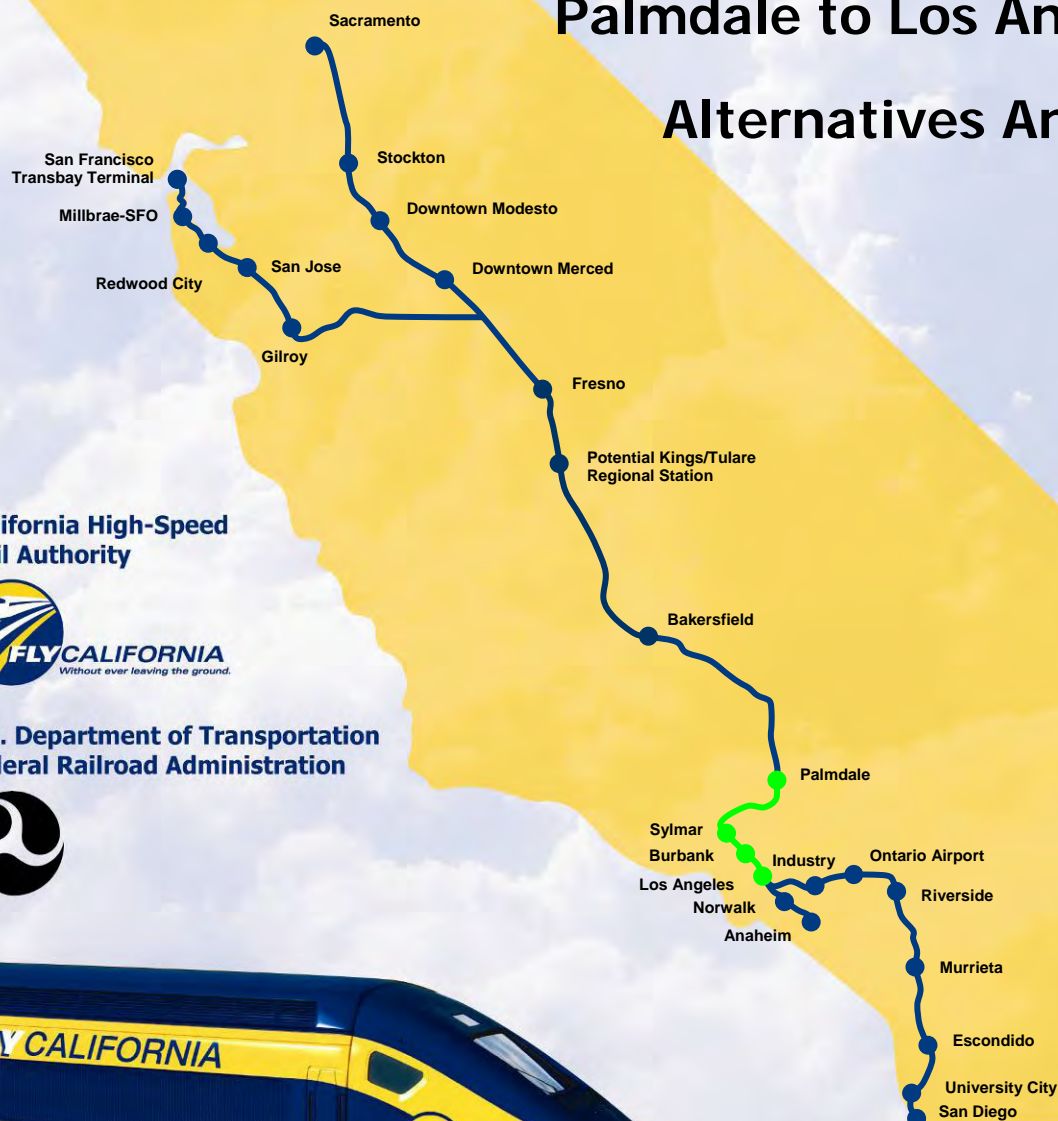 Palmdale to Los An
Alternatives An
Sacramento
San Francisco
Transbay Terminal
Stockton
Millbrae-SFO
Downtown Modesto
Redwood City
San Jose
Downtown Merced
Gilroy
Fresno
Potential Kings/Tulare
Regional Station
ifornia High-Speed
il Authority
FLYCALIFORNIA
Without ever leaving the ground.
Bakersfield
. Department of Transportation
eral Railroad Administration
Palmdale
Sylmar
Burbank
Industry
Ontario Airport
Los Angeles
Riverside
Norwalk
Anaheim
Murrieta
Escondido
Y CALIFORNIA
University City
San Diego